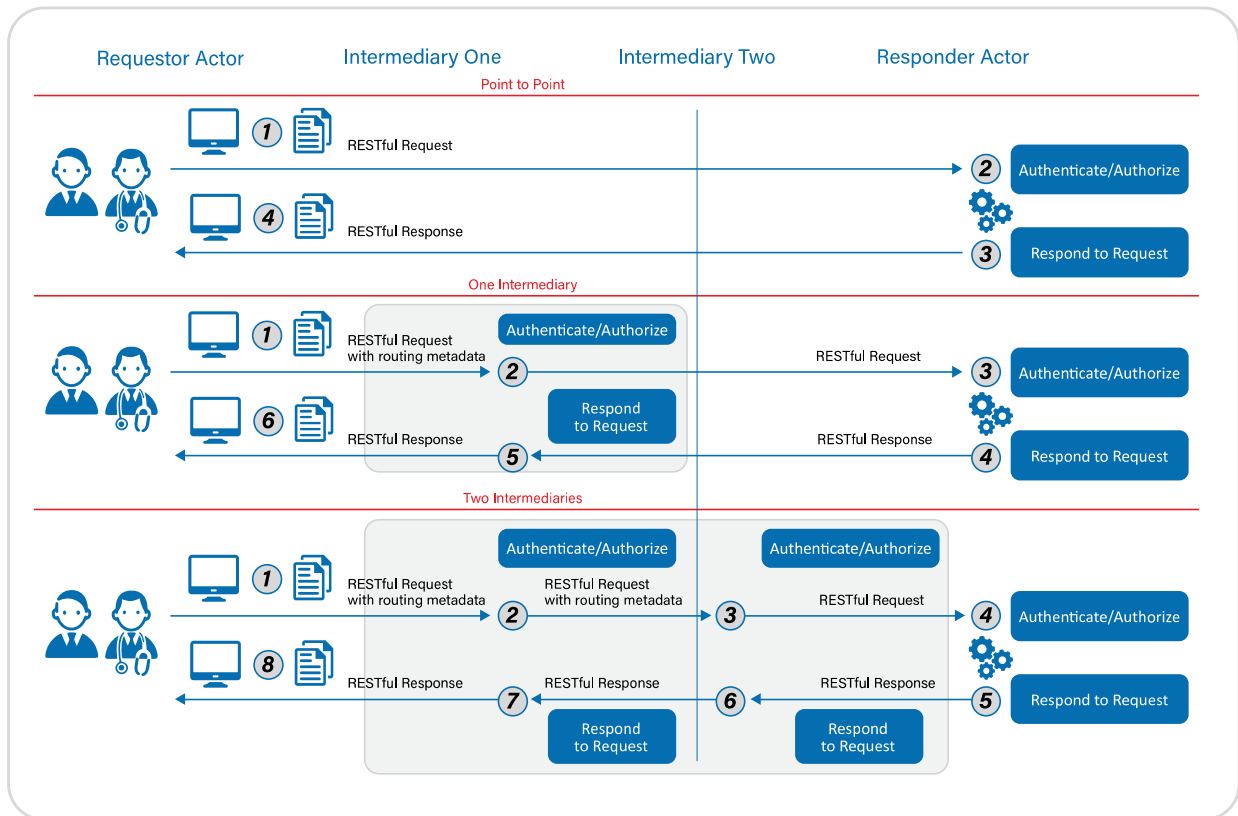 Requestor Actor
Intermediary One
Intermediary Two
Responder Actor
Point to Point
1
RESTful Request
2
Authenticate/Authorize
4
RESTful Response
3
Respond to Request
One Intermediary
1
RESTful Request
with routing metadata
Authenticate/Authorize
2
RESTful Request
3
Authenticate/Authorize
6
RESTful Response
Respond
to Request
5
RESTful Response
4
Respond to Request
Two Intermediaries
Authenticate/Authorize
Authenticate/Authorize
1
RESTful Request
with routing metadata
2
RESTful Request
with routing metadata
3
RESTful Request
4
Authenticate/Authorize
8
RESTful Response
7
RESTful Response
6
RESTful Response
5
Respond to Request
Respond
to Request
Respond
to Request